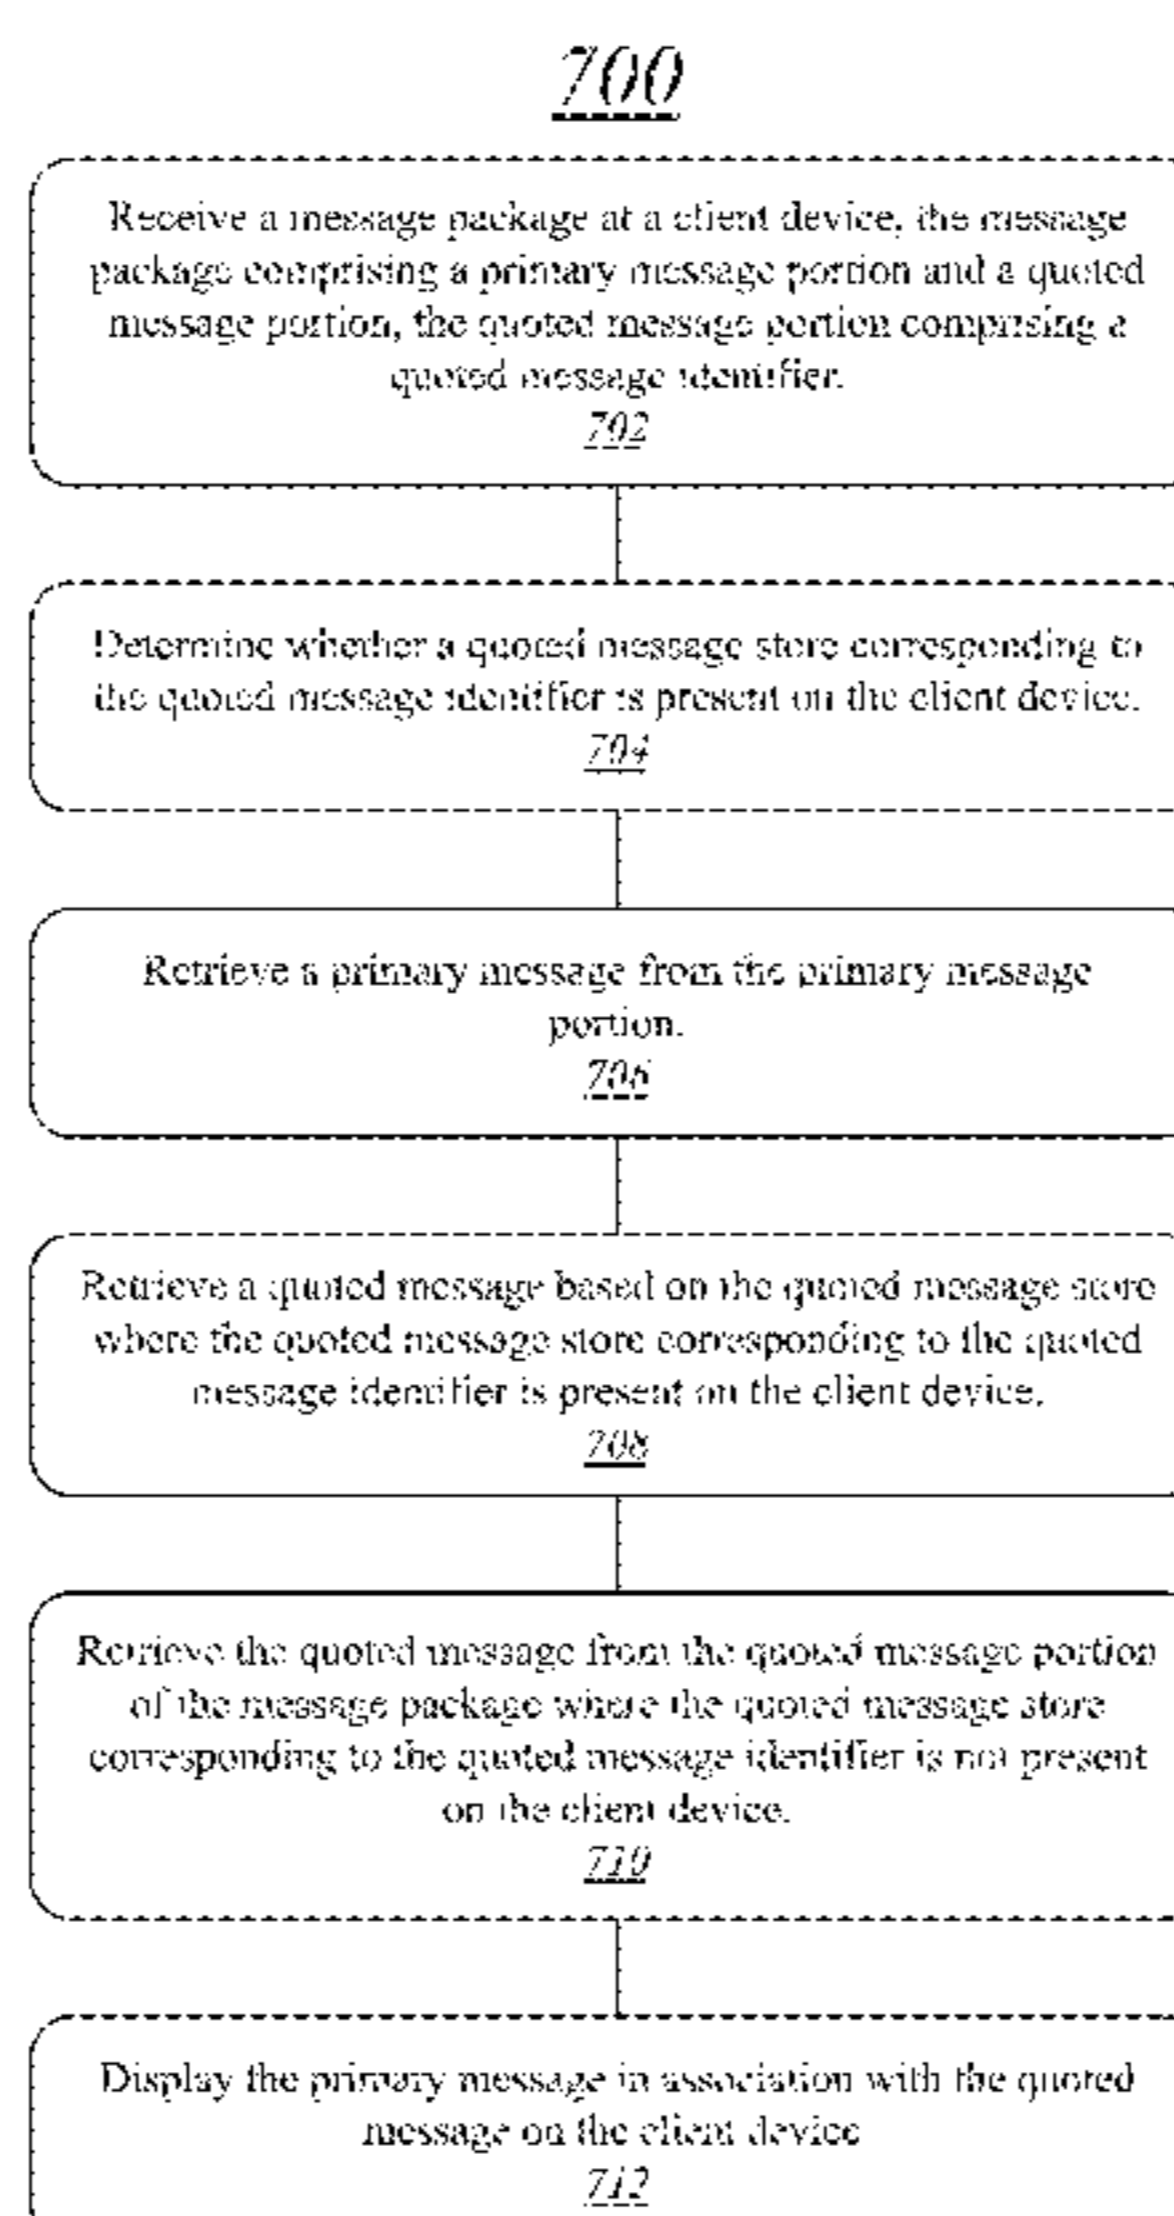 700
Receive a message package at a client device, the message
package comprising a primary message portion and a quoted
message portion, the quoted message portion comprising a
quoted message identifier.
702
Determine whether a quoted message store corresponding to
the quoted message identifier is present on the client device.
704
Retrieve a primary message from the primary message
portion.
706
Retrieve a quoted message based on the quoted message store
where the quoted message store corresponding to the quoted
message identifier is present on the client device.
708
Retrieve the quoted message from the quoted message portion
of the message package where the quoted message store
corresponding to the quoted message identifier is not present
on the client device.
710
Display the primary message in association with the quoted
message on the client device
712